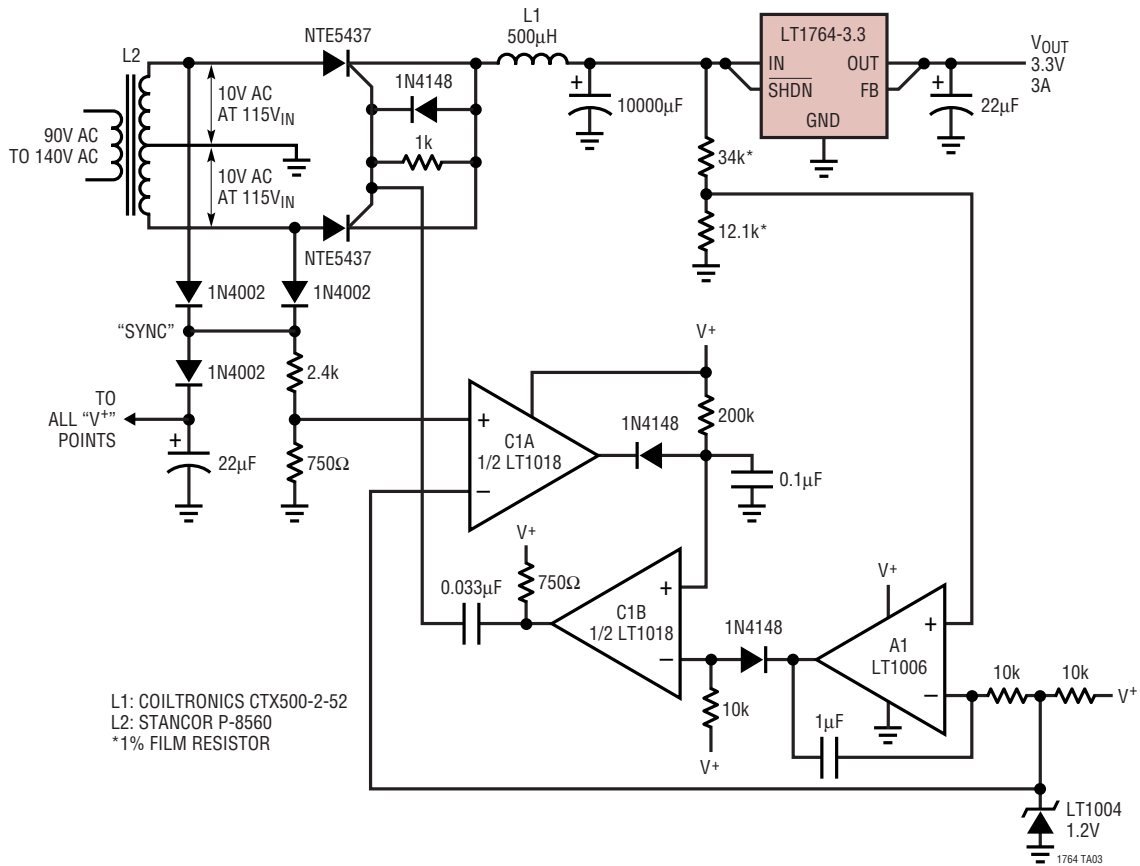 L2
90V AC
TO 140V AC
10V AC
AT 115VIN
10V AC
AT 115VIN
NTE5437
NTE5437
1N4148
1k
L1
500µH
+
10000µF
LT1764-3.3
IN
SHDN
OUT
FB
GND
+
22µF
VOUT
3.3V
3A
34k*
12.1k*
1N4002
1N4002
"SYNC"
1N4002
2.4k
TO
ALL "V+"
POINTS
+
22µF
750Ω
+
–
C1A
1/2 LT1018
1N4148
V+
200k
0.1µF
V+
750Ω
0.033µF
C1B
1/2 LT1018
+
–
1N4148
10k
V+
V+
A1
LT1006
+
–
1µF
10k
10k
V+
LT1004
1.2V
L1: COILTRONICS CTX500-2-52
L2: STANCOR P-8560
*1% FILM RESISTOR
1764 TA03